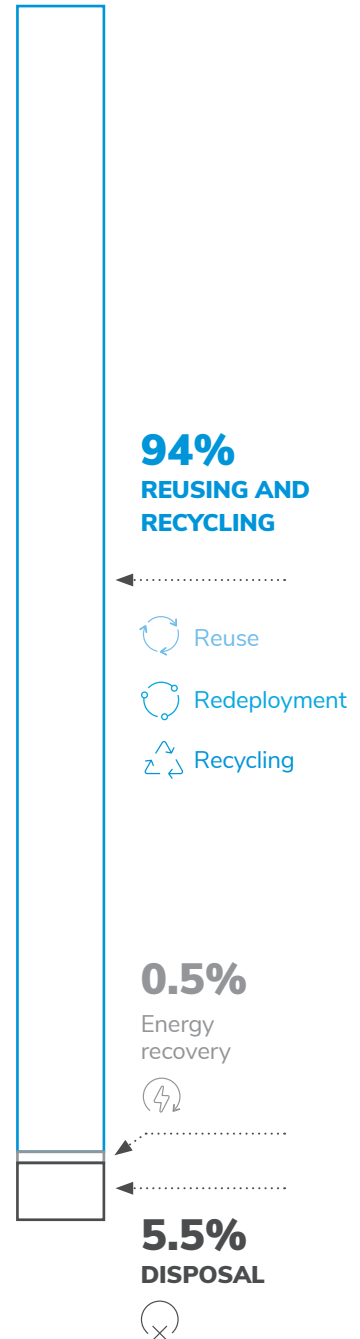 94%
REUSING AND
RECYCLING
Reuse
Redeployment
Recycling
0.5%
Energy
recovery
5.5%
DISPOSAL